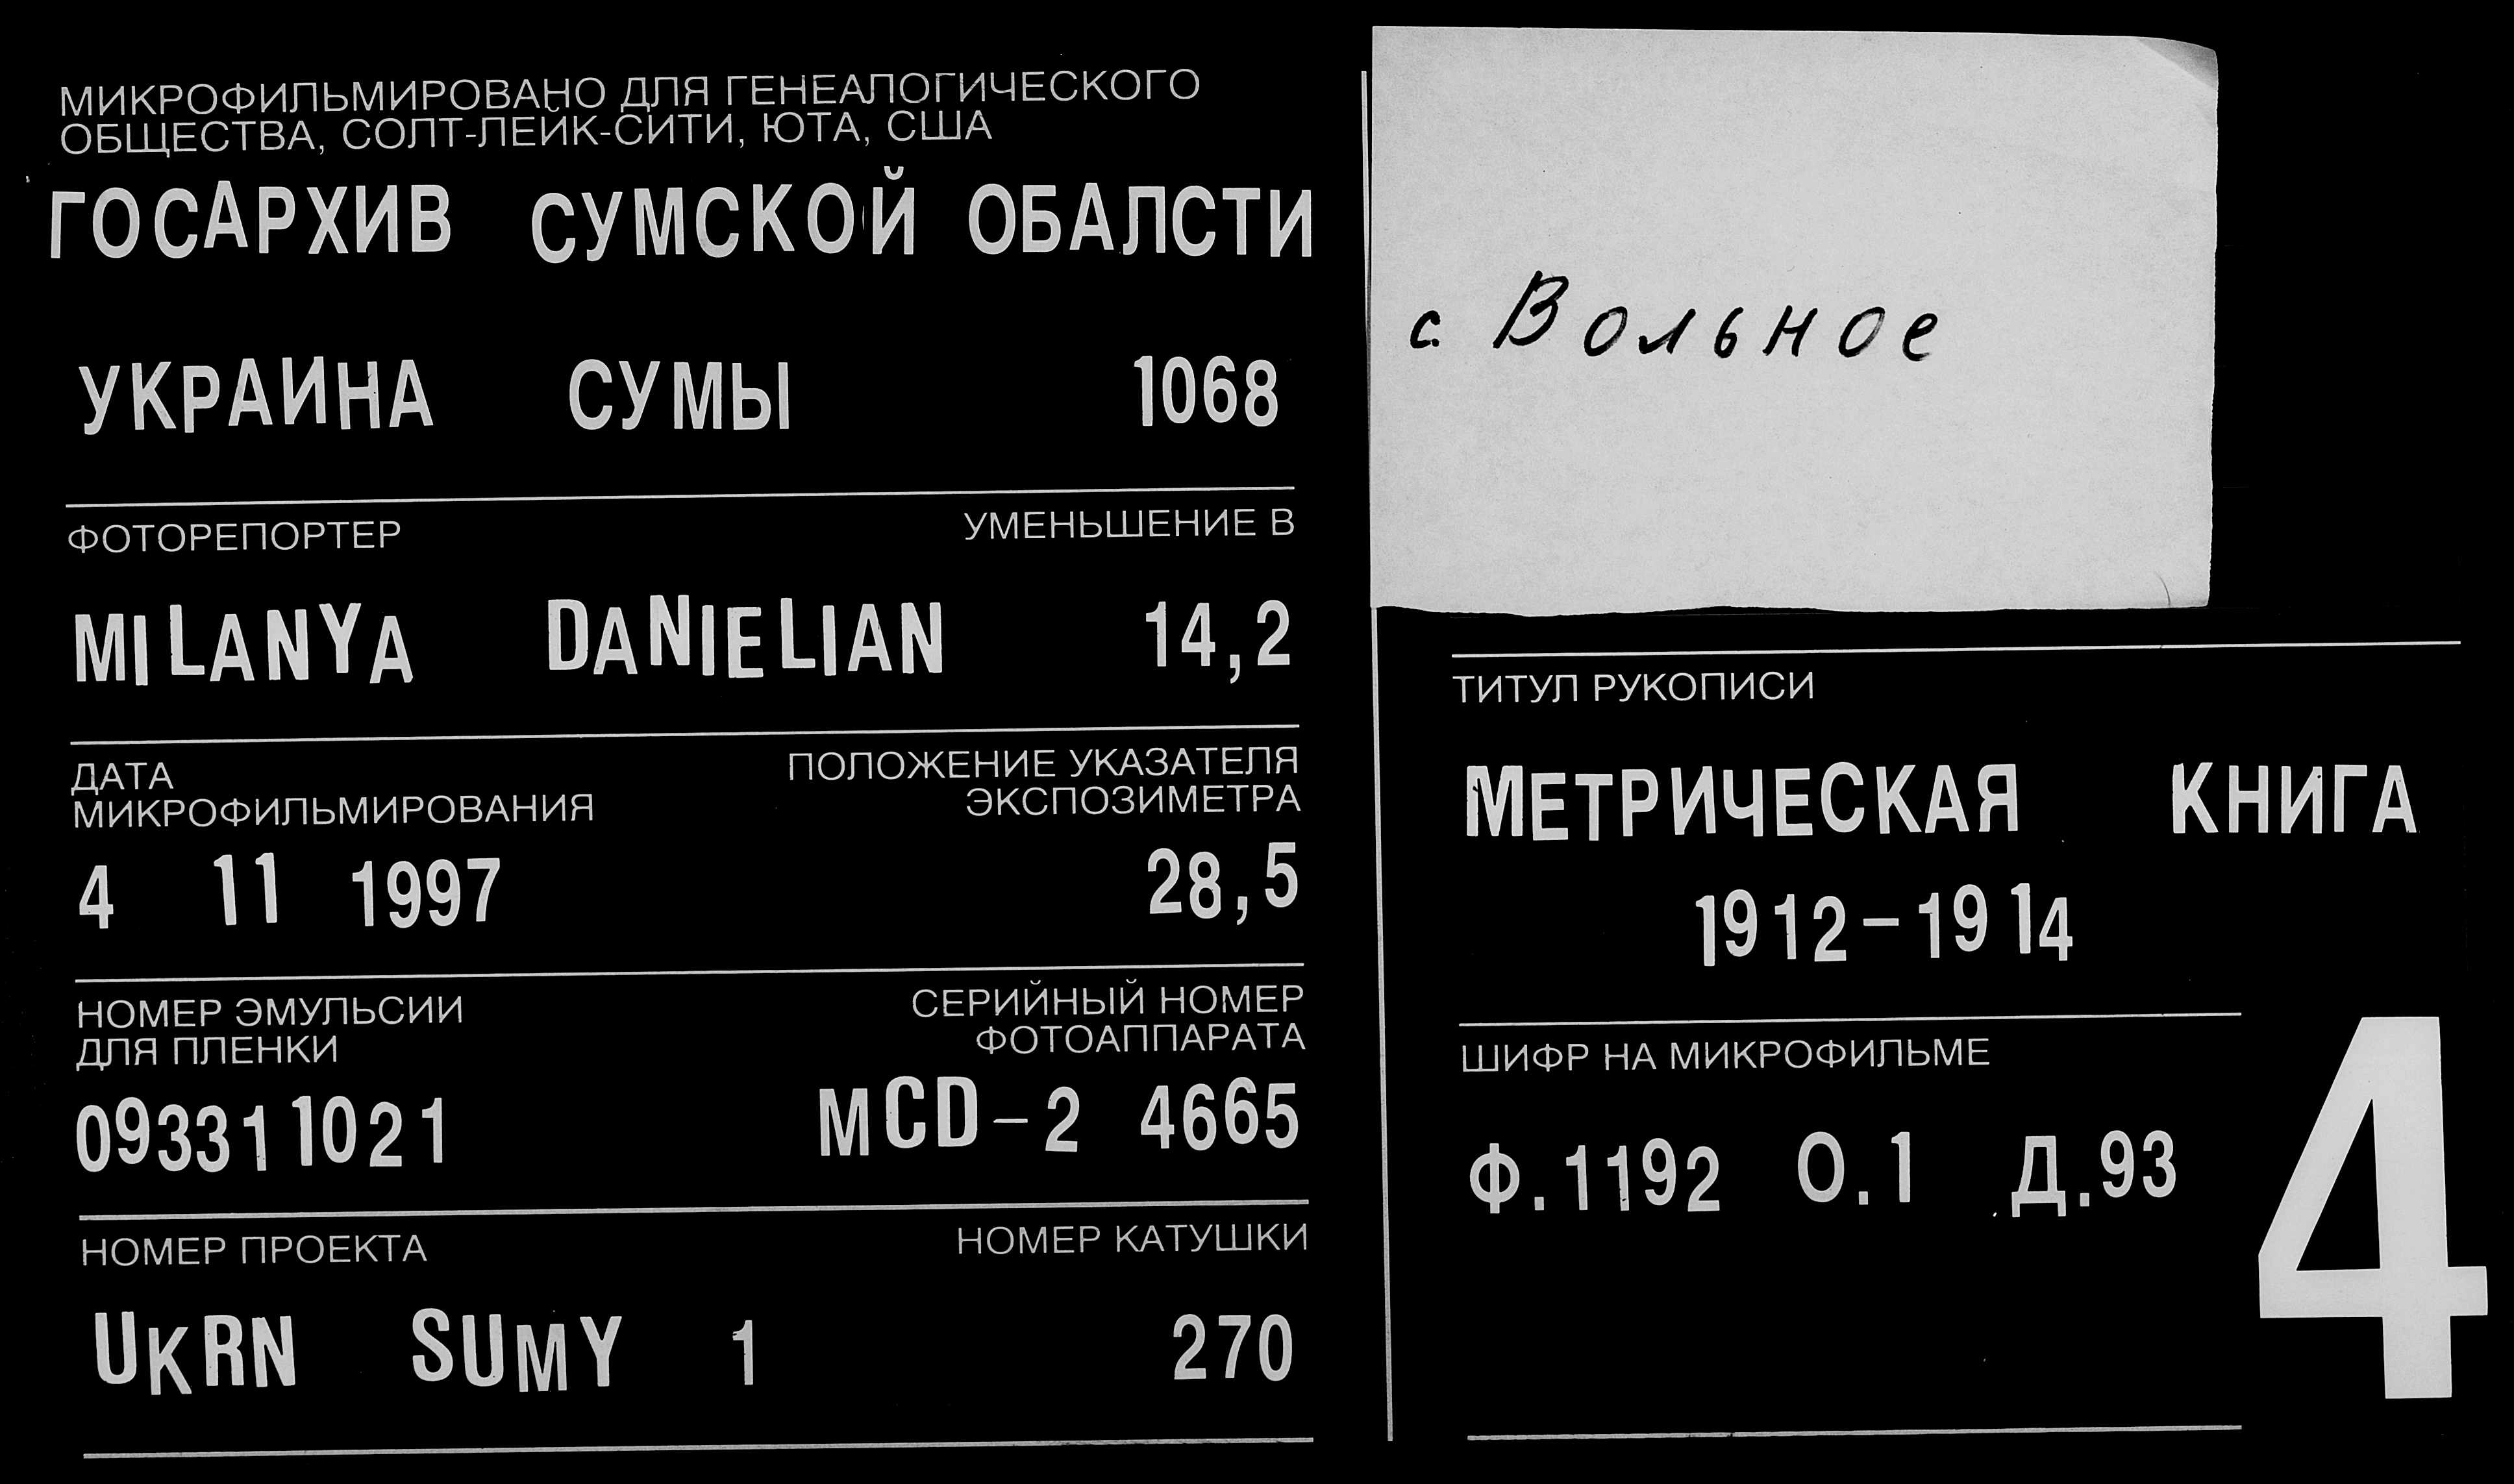 МИКРОФИЛЬМИРОВАНО ДЛЯ ГЕНЕАЛОГИЧЕСКОГО
ОБЩЕСТВА, СОЛТ-ЛЕЙК-СИТИ, ЮТА, США
ГОСАРХИВ СУМСКОЙ ОБАЛСТИ
УКРАИНА СУМЫ 1068
ФОТОРЕПОРТЕР УМЕНЬШЕНИЕ В
MILANYA DANIELIAN 14,2
ДАТА
МИКРОФИЛЬМИРОВАНИЯ
ПОЛОЖЕНИЕ УКАЗАТЕЛЯ
ЭКСПОЗИМЕТРА
4 11 1997 28,5
НОМЕР ЭМУЛЬСИИ
ДЛЯ ПЛЕНКИ
СЕРИЙНЫЙ НОМЕР
ФОТОАППАРАТА
093311021 MCD-2 4665
НОМЕР ПРОЕКТА НОМЕР КАТУШКИ
UKRN SUMY 1 270
с. Вольное
ТИТУЛ РУКОПИСИ
МЕТРИЧЕСКАЯ КНИГА
1912-1914
ШИФР НА МИКРОФИЛЬМЕ
Ф.1192 О.1 Д.93
4